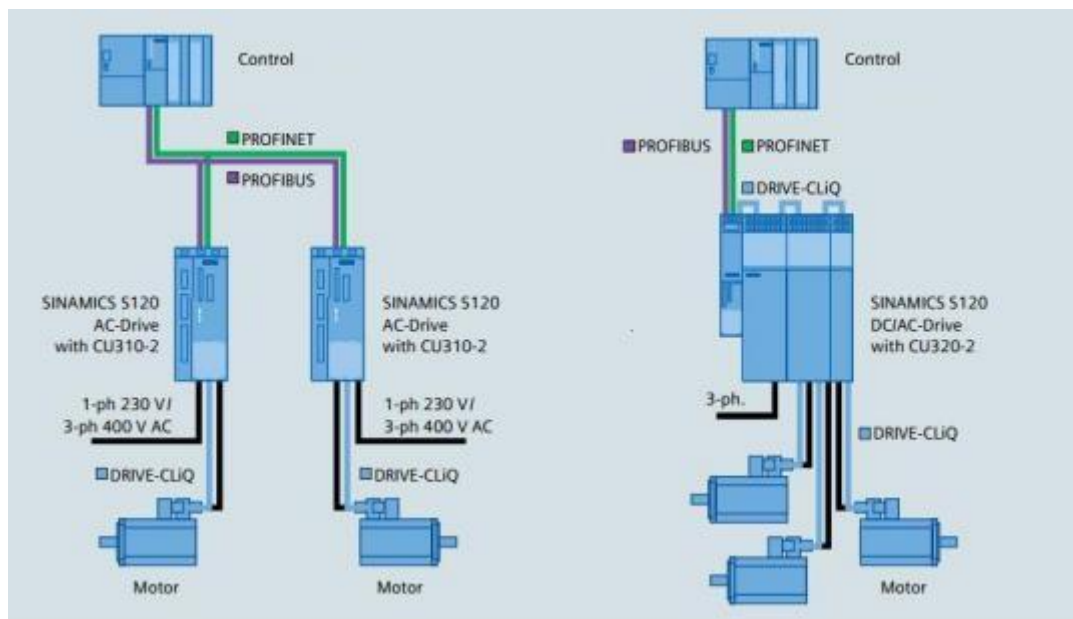 Control
PROFINET
PROFIBUS
SINAMICS S120
AC-Drive
with CU310-2
SINAMICS S120
AC-Drive
with CU310-2
1-ph 230 V/
3-ph 400 V AC
1-ph 230 V/
3-ph 400 V AC
DRIVE-CLiQ
DRIVE-CLiQ
Motor
Motor
Control
PROFIBUS
PROFINET
DRIVE-CLiQ
SINAMICS S120
DC/AC-Drive
with CU320-2
3-ph.
DRIVE-CLiQ
Motor